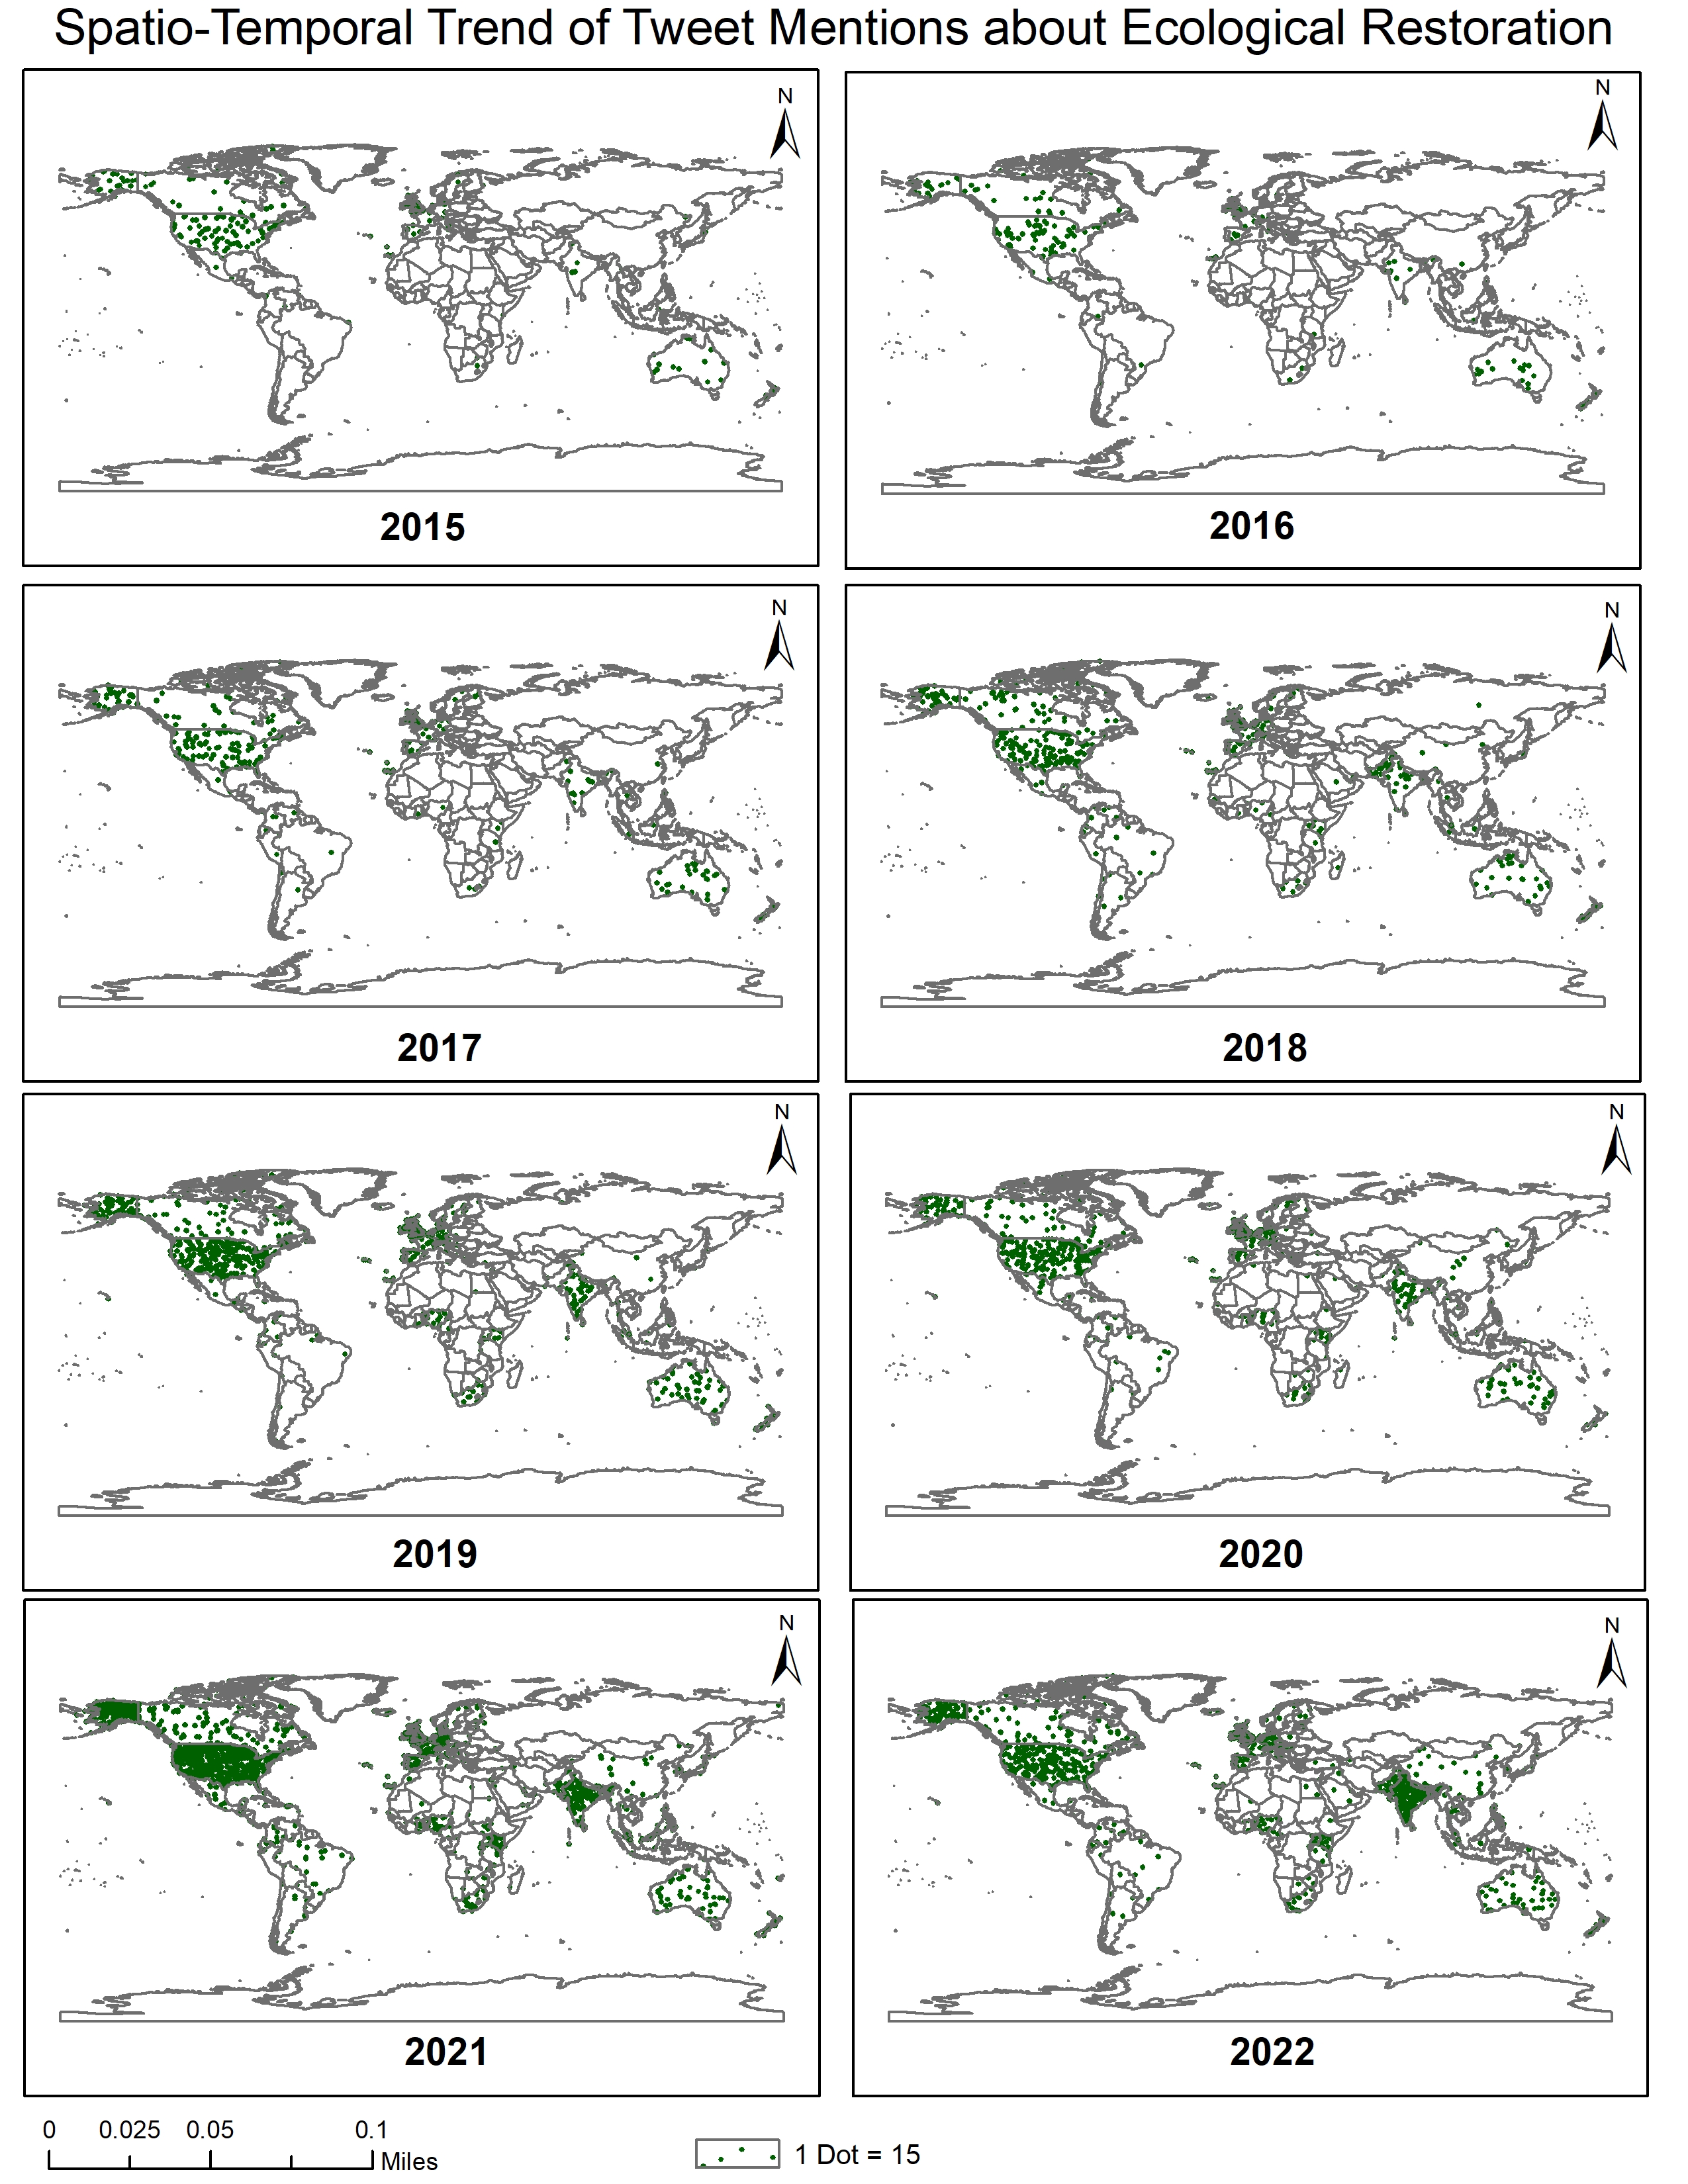 Spatio-Temporal Trend of Tweet Mentions about Ecological Restoration
N
N
2015
2016
N
N
2017
2018
N
N
2019
2020
N
N
2021
2022
0 0.025 0.05 0.1
Miles
1 Dot = 15